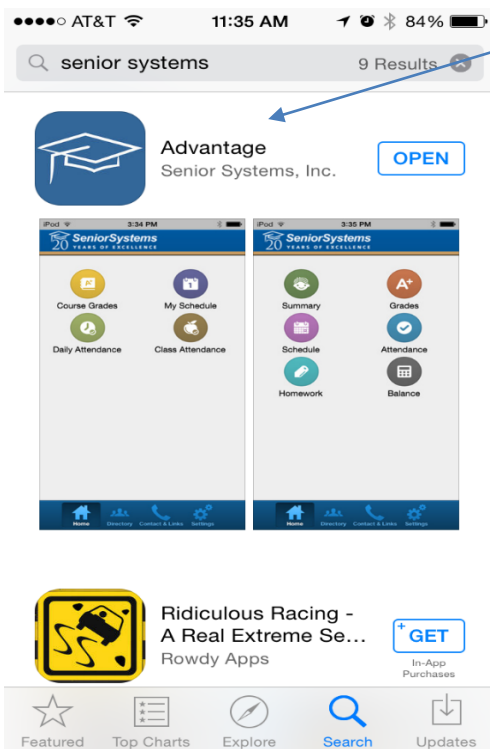 AT&T 11:35 AM 84%
senior systems 9 Results
Advantage
Senior Systems, Inc.
OPEN
iPod 3:34 PM
20 SeniorSystems
YEARS OF EXCELLENCE
Course Grades My Schedule
Daily Attendance Class Attendance
Home Directory Contact & Links Settings
iPod 3:35 PM
20 SeniorSystems
YEARS OF EXCELLENCE
A+
Summary Grades
Schedule Attendance
Homework Balance
Home Directory Contact & Links Settings
Ridiculous Racing -
A Real Extreme Se...
Rowdy Apps
+ GET
In-App
Purchases
Featured Top Charts Explore Search Updates